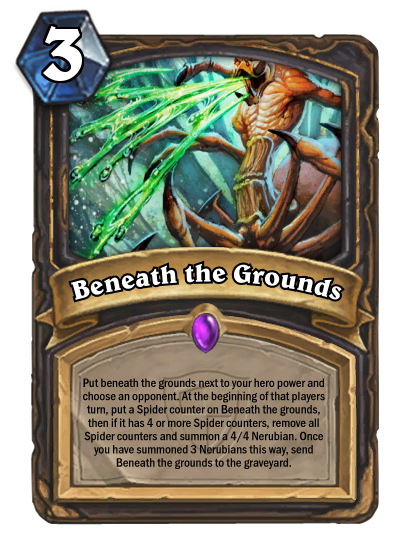 3
Beneath the Grounds
Put beneath the grounds next to your hero power and
choose an opponent. At the beginning of that players
turn, put a Spider counter on Beneath the grounds,
then if it has 4 or more Spider counters, remove all
Spider counters and summon a 4/4 Nerubian. Once
you have summoned 3 Nerubians this way, send
Beneath the grounds to the graveyard.